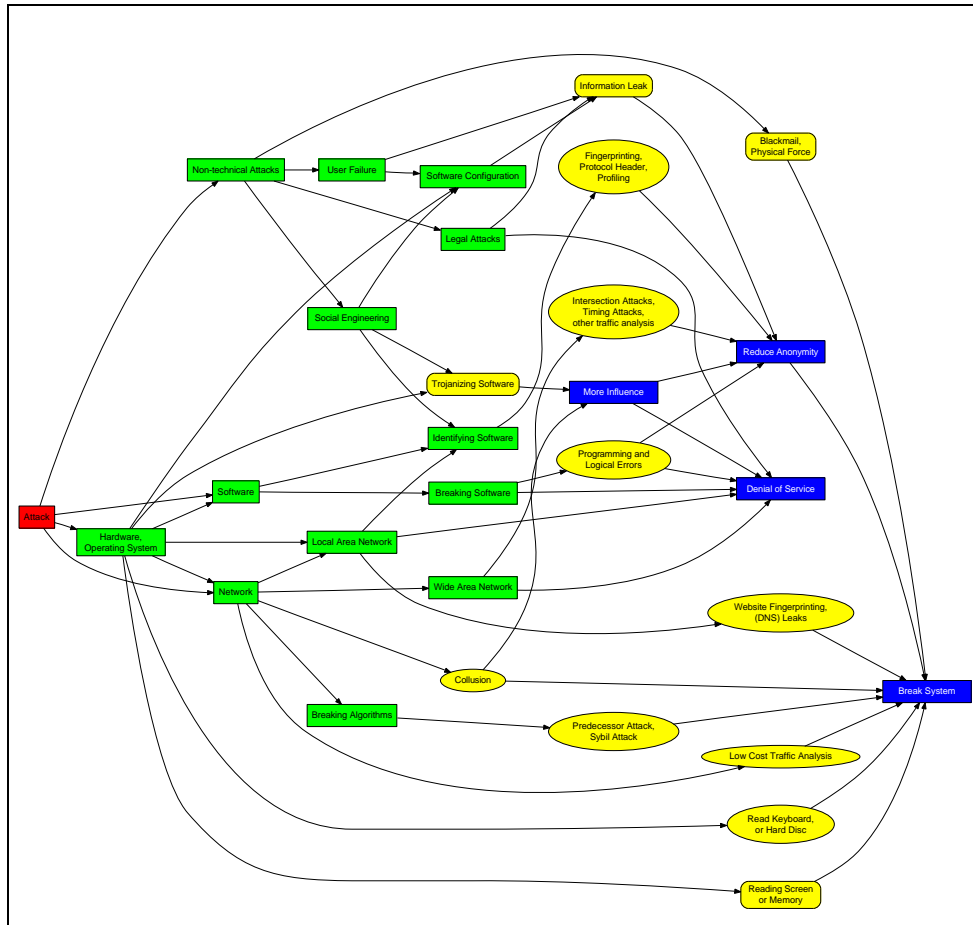 Information Leak
Blackmail,
Physical Force
Fingerprinting,
Protocol Header,
Profiling
Non-technical Attacks
User Failure
Software Configuration
Legal Attacks
Intersection Attacks,
Timing Attacks,
other traffic analysis
Social Engineering
Reduce Anonymity
Trojanizing Software
More Influence
Identifying Software
Programming and
Logical Errors
Software
Breaking Software
Denial of Service
Attack
Hardware,
Operating System
Local Area Network
Network
Wide Area Network
Website Fingerprinting,
(DNS) Leaks
Collusion
Break System
Breaking Algorithms
Predecessor Attack,
Sybil Attack
Low Cost Traffic Analysis
Read Keyboard,
or Hard Disc
Reading Screen
or Memory